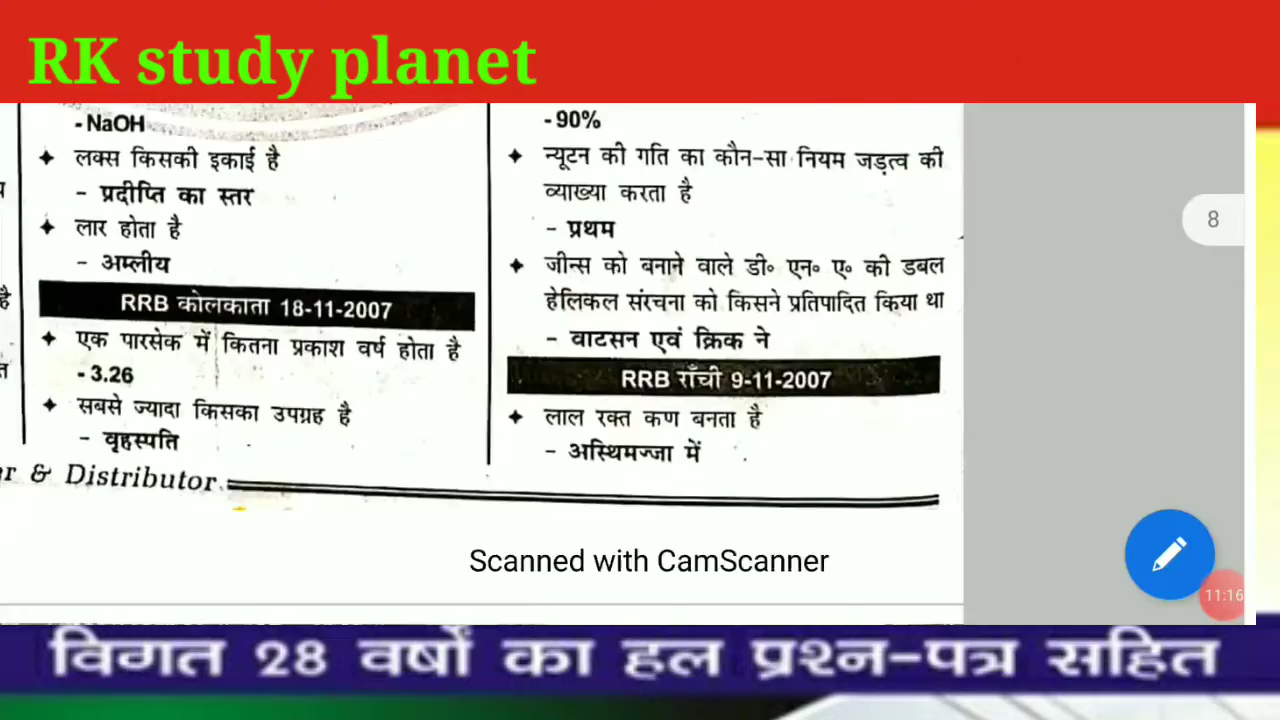 RK study planet
- NaOH
✦ लक्स किसकी इकाई है
- प्रदीप्ति का स्तर
✦ लार होता है
- अम्लीय
RRB कोलकाता 18-11-2007
✦ एक पारसेक में कितना प्रकाश वर्ष होता है
- 3.26
✦ सबसे ज्यादा किसका उपग्रह है
- वृहस्पति
- 90%
✦ न्यूटन की गति का कौन-सा नियम जड़त्व की
व्याख्या करता है
- प्रथम
✦ जीन्स को बनाने वाले डी॰ एन॰ ए॰ की डबल
हेलिकल संरचना को किसने प्रतिपादित किया था
- वाटसन एवं क्रिक ने
RRB राँची 9-11-2007
✦ लाल रक्त कण बनता है
- अस्थिमज्जा में
& Distributor
Scanned with CamScanner
8
11:16
विगत 28 वर्षों का हल प्रश्न-पत्र सहित